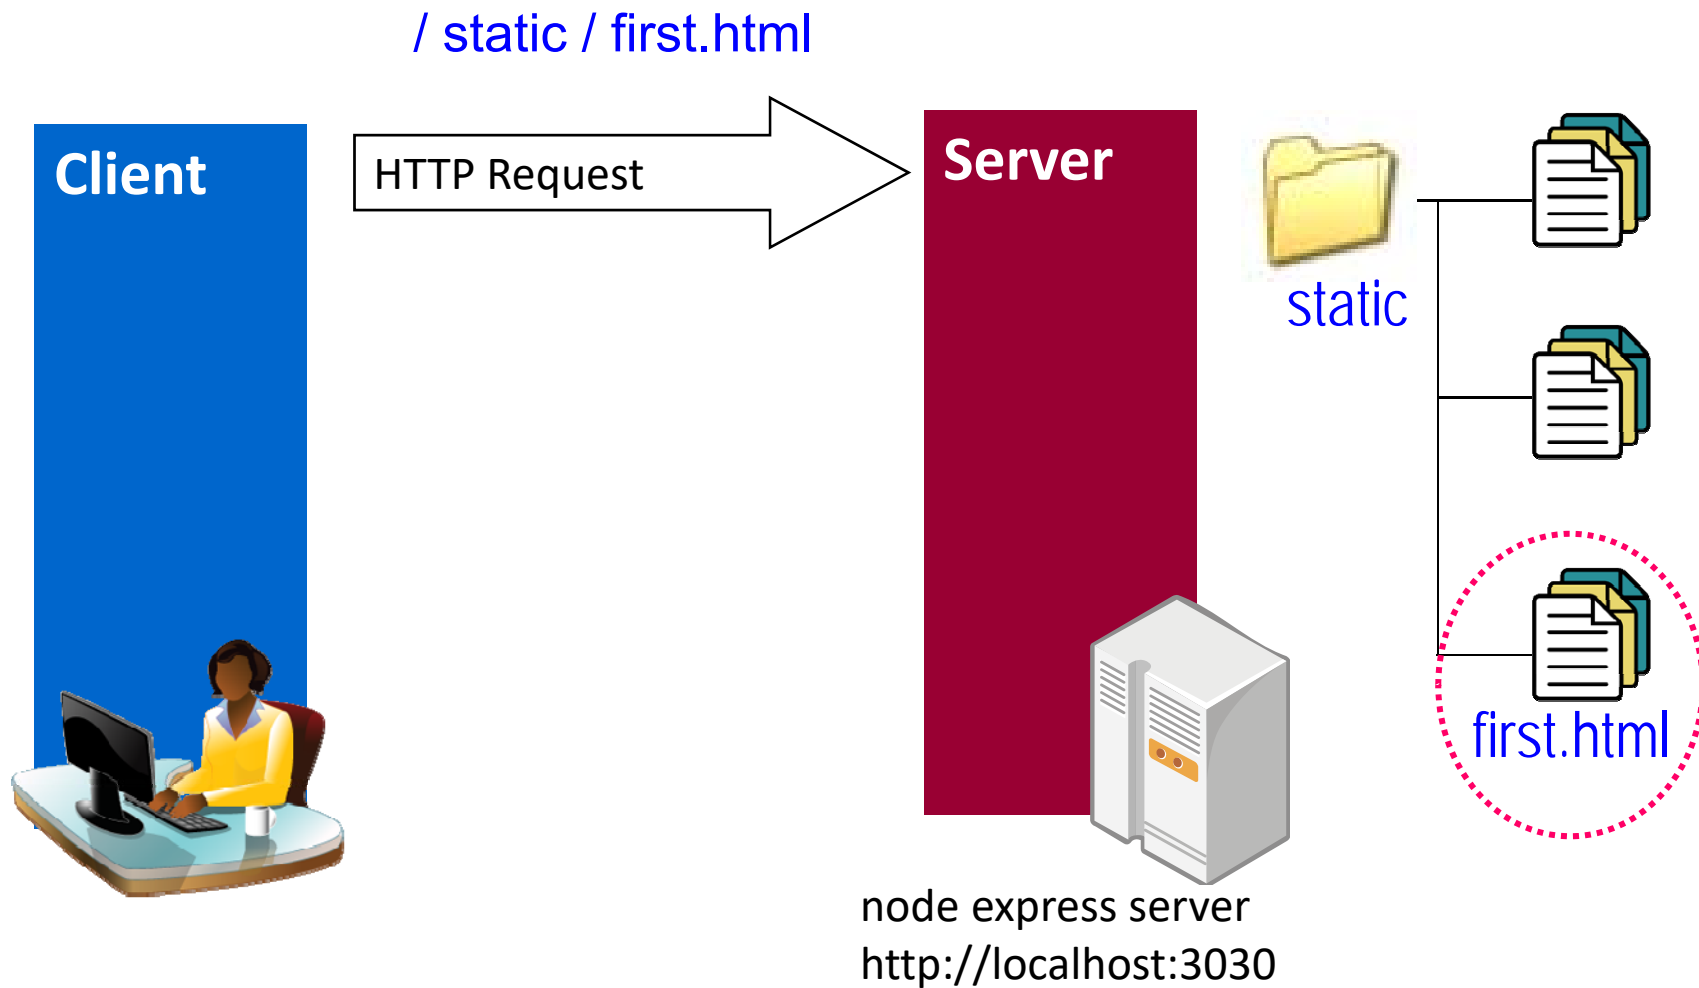 / static / first.html
Client
HTTP Request
Server
static
first.html
node express server
http://localhost:3030